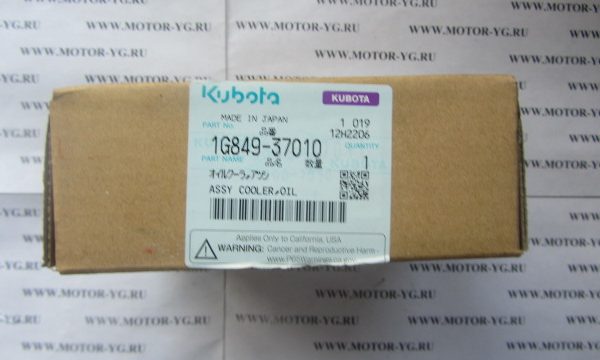 WWW.MOTOR-YG.RU WWW.MOTOR-YG.RU WWW.MOTOR-YG.RU WWW.MOTOR-YG.RU
Kubota KUBOTA
MADE IN JAPAN
PART No. 品番 1 019
12H2206
1G849-37010 QUANTITY
PART NAME 品名 数量 1
オイルクーラ,アッシ
ASSY COOLER,OIL
Applies Only to California, USA
WARNING: Cancer and Reproductive Harm -
www.P65Warnings.ca.gov
WWW.MOTOR-YG.RU WWW.MOTOR-YG.RU WWW.MOTOR-YG.RU WWW.MOTOR-YG.RU